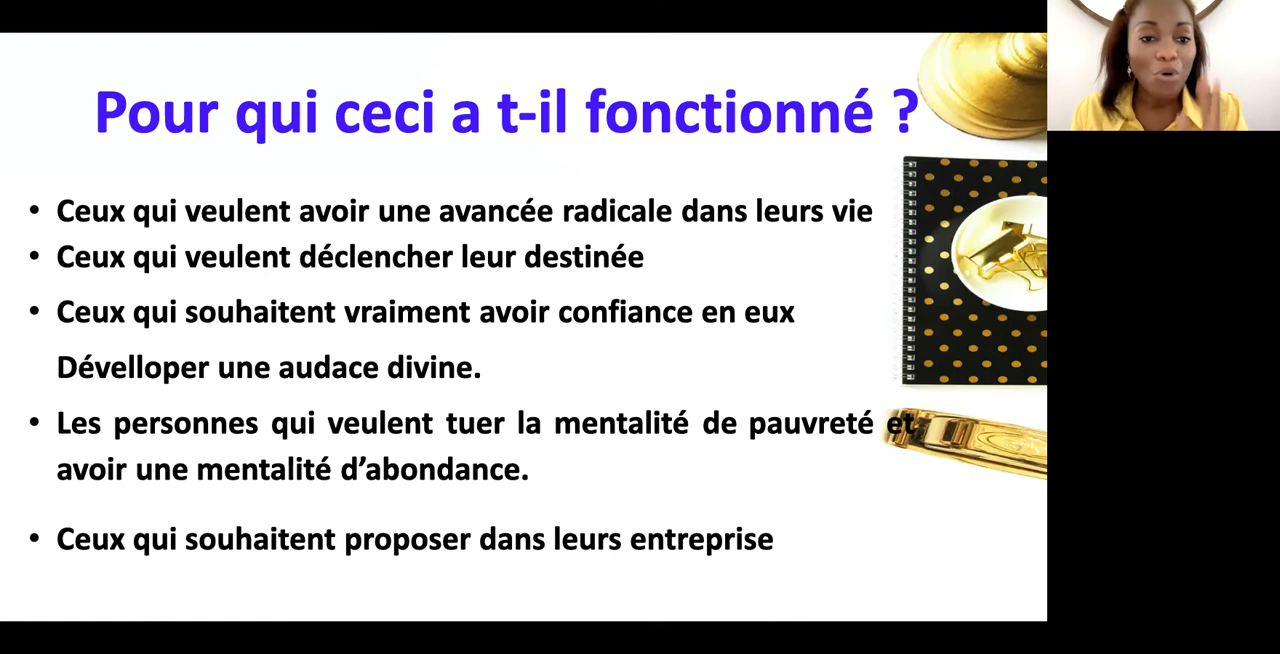 Pour qui ceci a t-il fonctionné ?
• Ceux qui veulent avoir une avancée radicale dans leurs vie
• Ceux qui veulent déclencher leur destinée
• Ceux qui souhaitent vraiment avoir confiance en eux
Dévelloper une audace divine.
• Les personnes qui veulent tuer la mentalité de pauvreté et
avoir une mentalité d’abondance.
• Ceux qui souhaitent proposer dans leurs entreprise